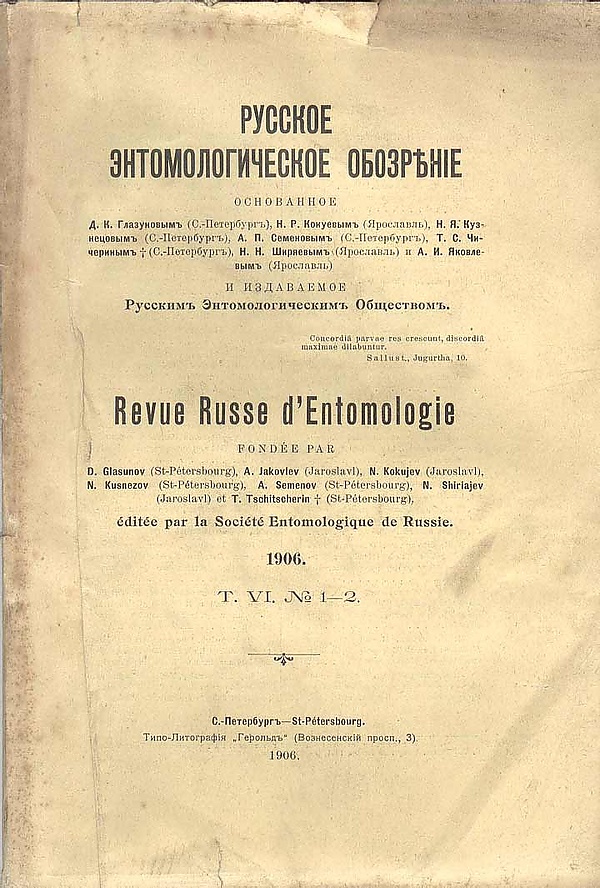 РУССКОЕ
ЭНТОМОЛОГИЧЕСКОЕ ОБОЗРѢНІЕ
ОСНОВАННОЕ
Д. К. Глазуновымъ (С.-Петербургъ), Н. Р. Кокуевымъ (Ярославль), Н. Я. Куз-
нецовымъ (С.-Петербургъ), А. П. Семеновымъ (С.-Петербургъ), Т. С. Чи-
черинымъ † (С.-Петербургъ), Н. Н. Ширяевымъ (Ярославль) и А. И. Яковле-
вымъ (Ярославль)
И ИЗДАВАЕМОЕ
Русскимъ Энтомологическимъ Обществомъ.
Concordiâ parvae res crescunt, discordiâ
maximae dilabuntur.
Sallust., Jugurtha, 10.
Revue Russe d'Entomologie
FONDÉE PAR
D. Glasunov (St-Pétersbourg), A. Jakovlev (Jaroslavl), N. Kokujev (Jaroslavl),
N. Kusnezov (St-Pétersbourg), A. Semenov (St-Pétersbourg), N. Shiriajev
(Jaroslavl) et T. Tschitscherin † (St-Pétersbourg),
éditée par la Société Entomologique de Russie.
1906.
T. VI. № 1—2.
С.-Петербургъ—St-Pétersbourg.
Типо-Литографія „Герольдъ" (Вознесенскій просп., 3).
1906.